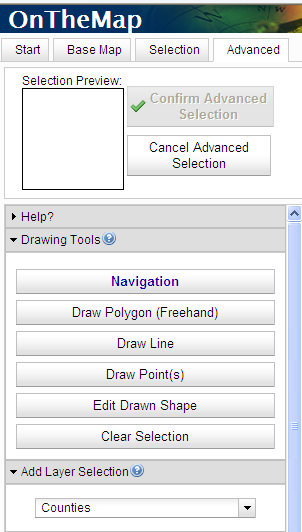 OnTheMap
Start
Base Map
Selection
Advanced
Selection Preview:
Confirm Advanced
Selection
Cancel Advanced
Selection
Help?
Drawing Tools
Navigation
Draw Polygon (Freehand)
Draw Line
Draw Point(s)
Edit Drawn Shape
Clear Selection
Add Layer Selection
Counties